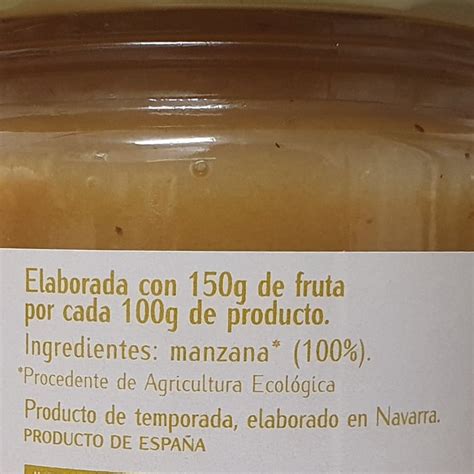 Elaborada con 150g de fruta
por cada 100g de producto.
Ingredientes: manzana* (100%).
*Procedente de Agricultura Ecológica
Producto de temporada, elaborado en Navarra.
PRODUCTO DE ESPAÑA